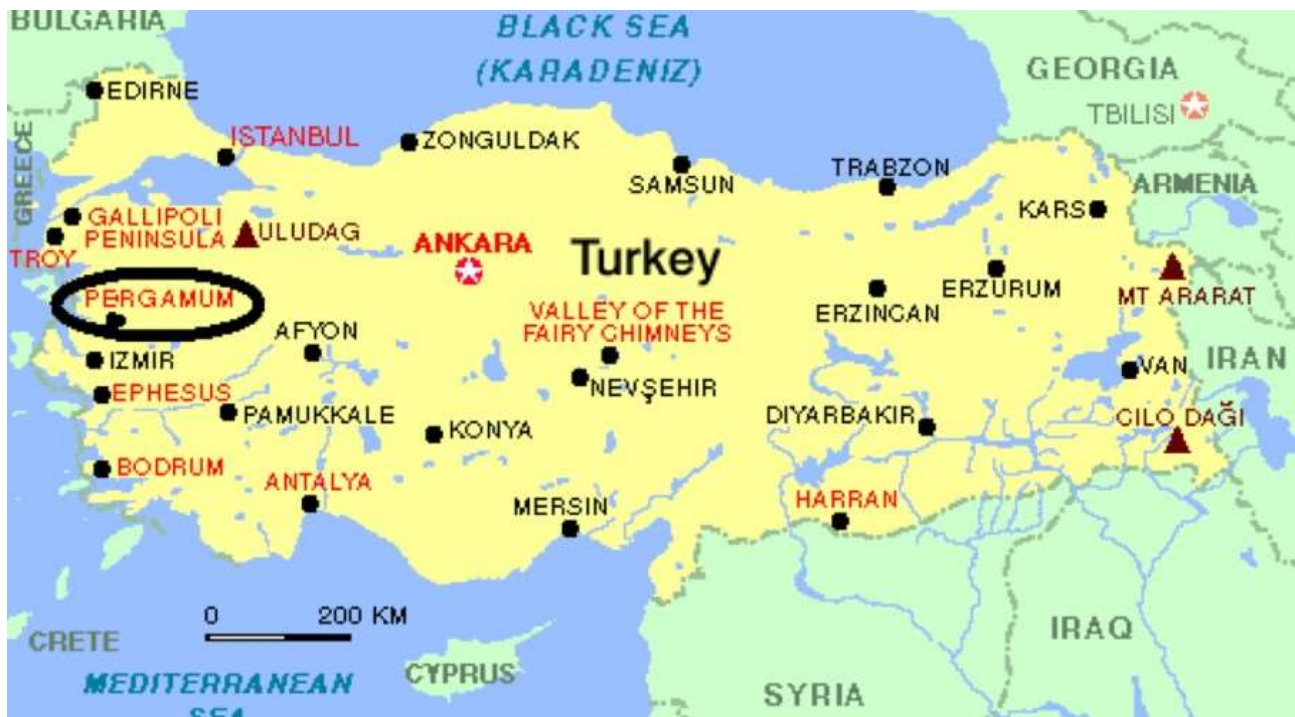 BULGARIA
BLACK SEA
(KARADENIZ)
GEORGIA
TBILISI
EDIRNE
ISTANBUL
ZONGULDAK
SAMSUN
TRABZON
ARMENIA
GREECE
KARS
GALLIPOLI
PENINSULA
ULUDAG
TROY
ANKARA
Turkey
ERZURUM
MT ARARAT
PERGAMUM
ERZINCAN
VALLEY OF THE
FAIRY CHIMNEYS
AFYON
IZMIR
NEVŞEHIR
VAN
IRAN
EPHESUS
PAMUKKALE
KONYA
DIYARBAKIR
CILO DAĞI
BODRUM
ANTALYA
MERSIN
HARRAN
0 200 KM
CRETE
CYPRUS
IRAQ
SYRIA
MEDITERRANEAN
SEA